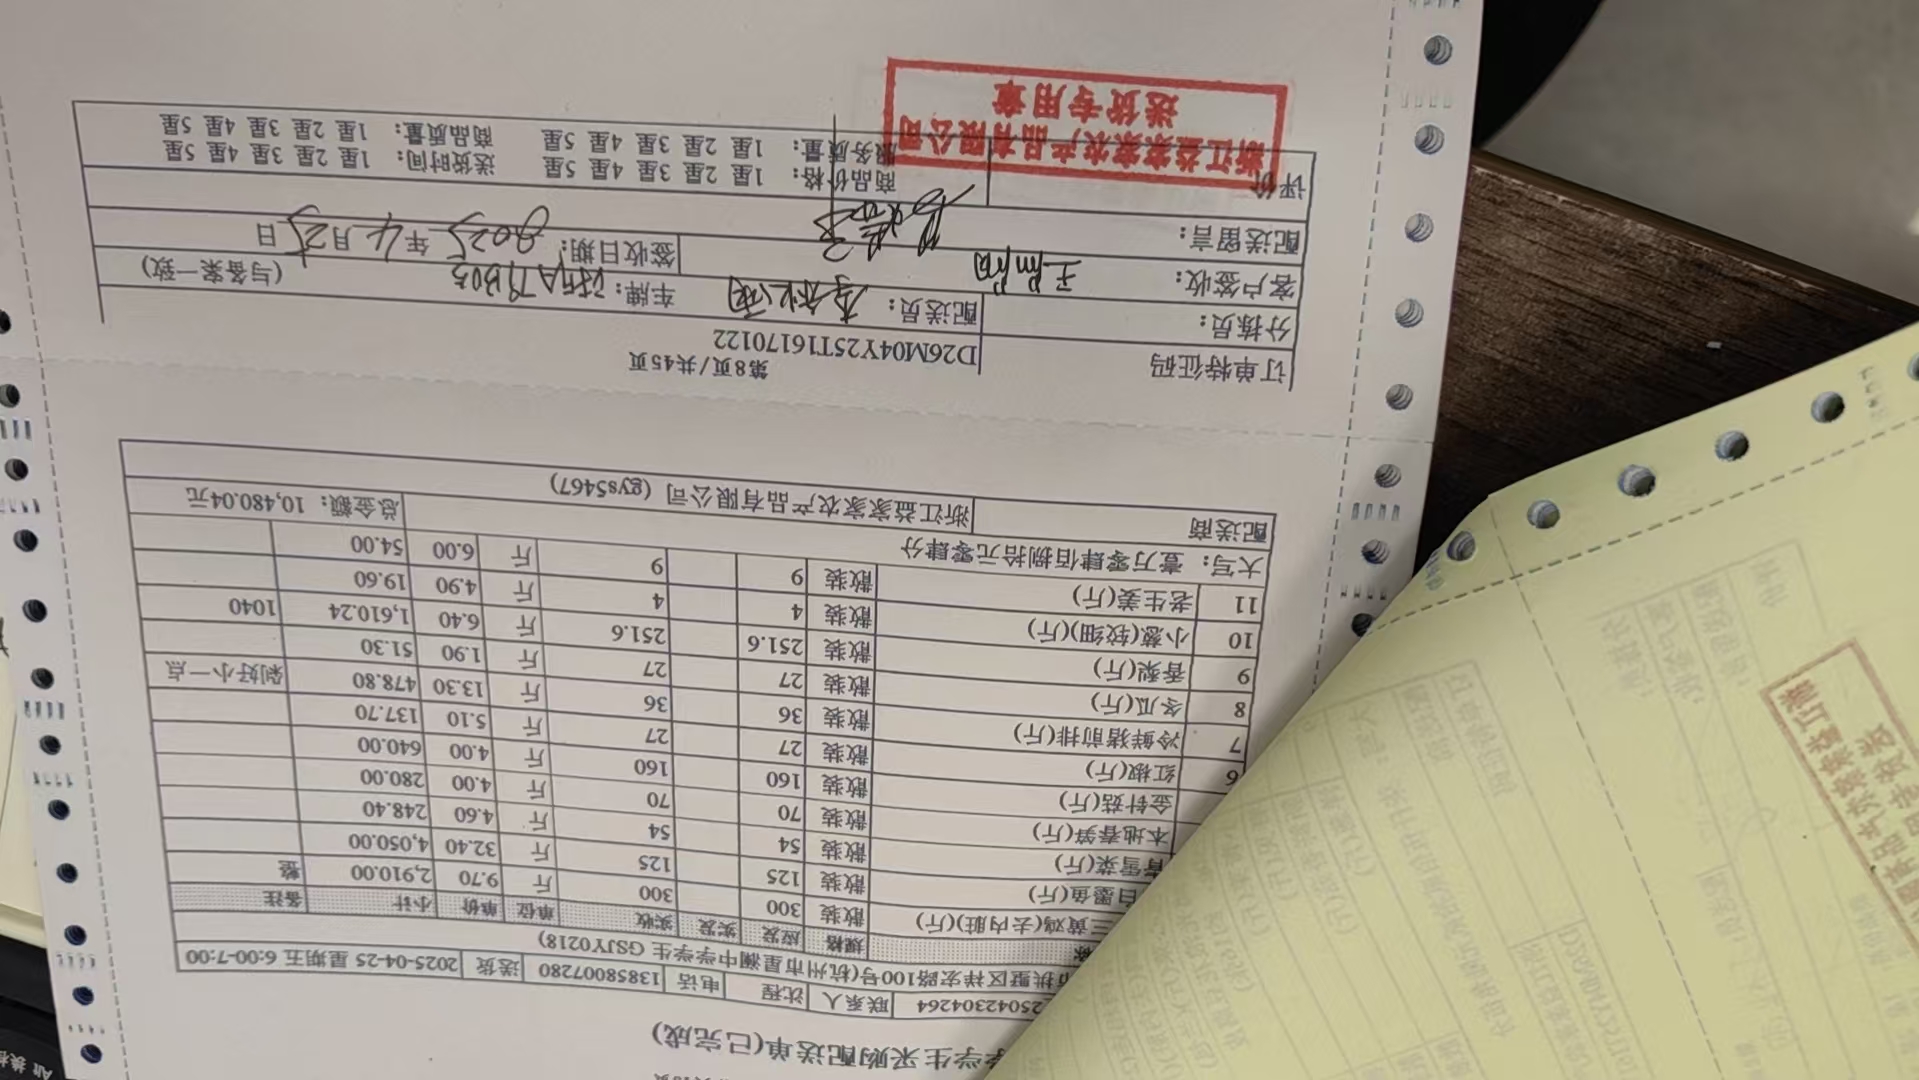 学生采购配送单(已完成)
25042304264 联系人 沈程 电话 13858007280 送货 2025-04-25 星期五 6:00-7:00
拱墅区祥宏路100号(杭州市星澜中学学生 GSJY0218)
规格 应发 实发 实收 单位 单价 小计 备注
三黄鸡(去内脏)(斤) 散装 300 300 斤 9.70 2,910.00 整
白墨鱼(斤) 散装 125 125 斤 32.40 4,050.00
青雪菜(斤) 散装 54 54 斤 4.60 248.40
本地春笋(斤) 散装 70 70 斤 4.00 280.00
金针菇(斤) 散装 160 160 斤 4.00 640.00
6 红椒(斤) 散装 27 27 斤 5.10 137.70
7 冷鲜猪前排(斤) 散装 36 36 斤 13.30 478.80 剁好小一点
8 冬瓜(斤) 散装 27 27 斤 1.90 51.30
9 香梨(斤) 散装 251.6 251.6 斤 6.40 1,610.24 1040
10 小葱(较细)(斤) 散装 4 4 斤 4.90 19.60
11 老生姜(斤) 散装 9 9 斤 6.00 54.00
大写: 壹万零肆佰捌拾元零肆分 总金额: 10,480.04元
配送商 浙江益家家农产品有限公司 (gys5467)
第8页/共45页
订单特征码 D26M04Y25T116170122
分拣员: 配送员: 车牌: (与备案一致)
客户签收: 签收日期: 2025年4月25日
配送留言:
评价 商品价格: 1星 2星 3星 4星 5星 送货时间: 1星 2星 3星 4星 5星
服务质量: 1星 2星 3星 4星 5星 商品质量: 1星 2星 3星 4星 5星
浙江益家家农产品有限公司
送货专用章